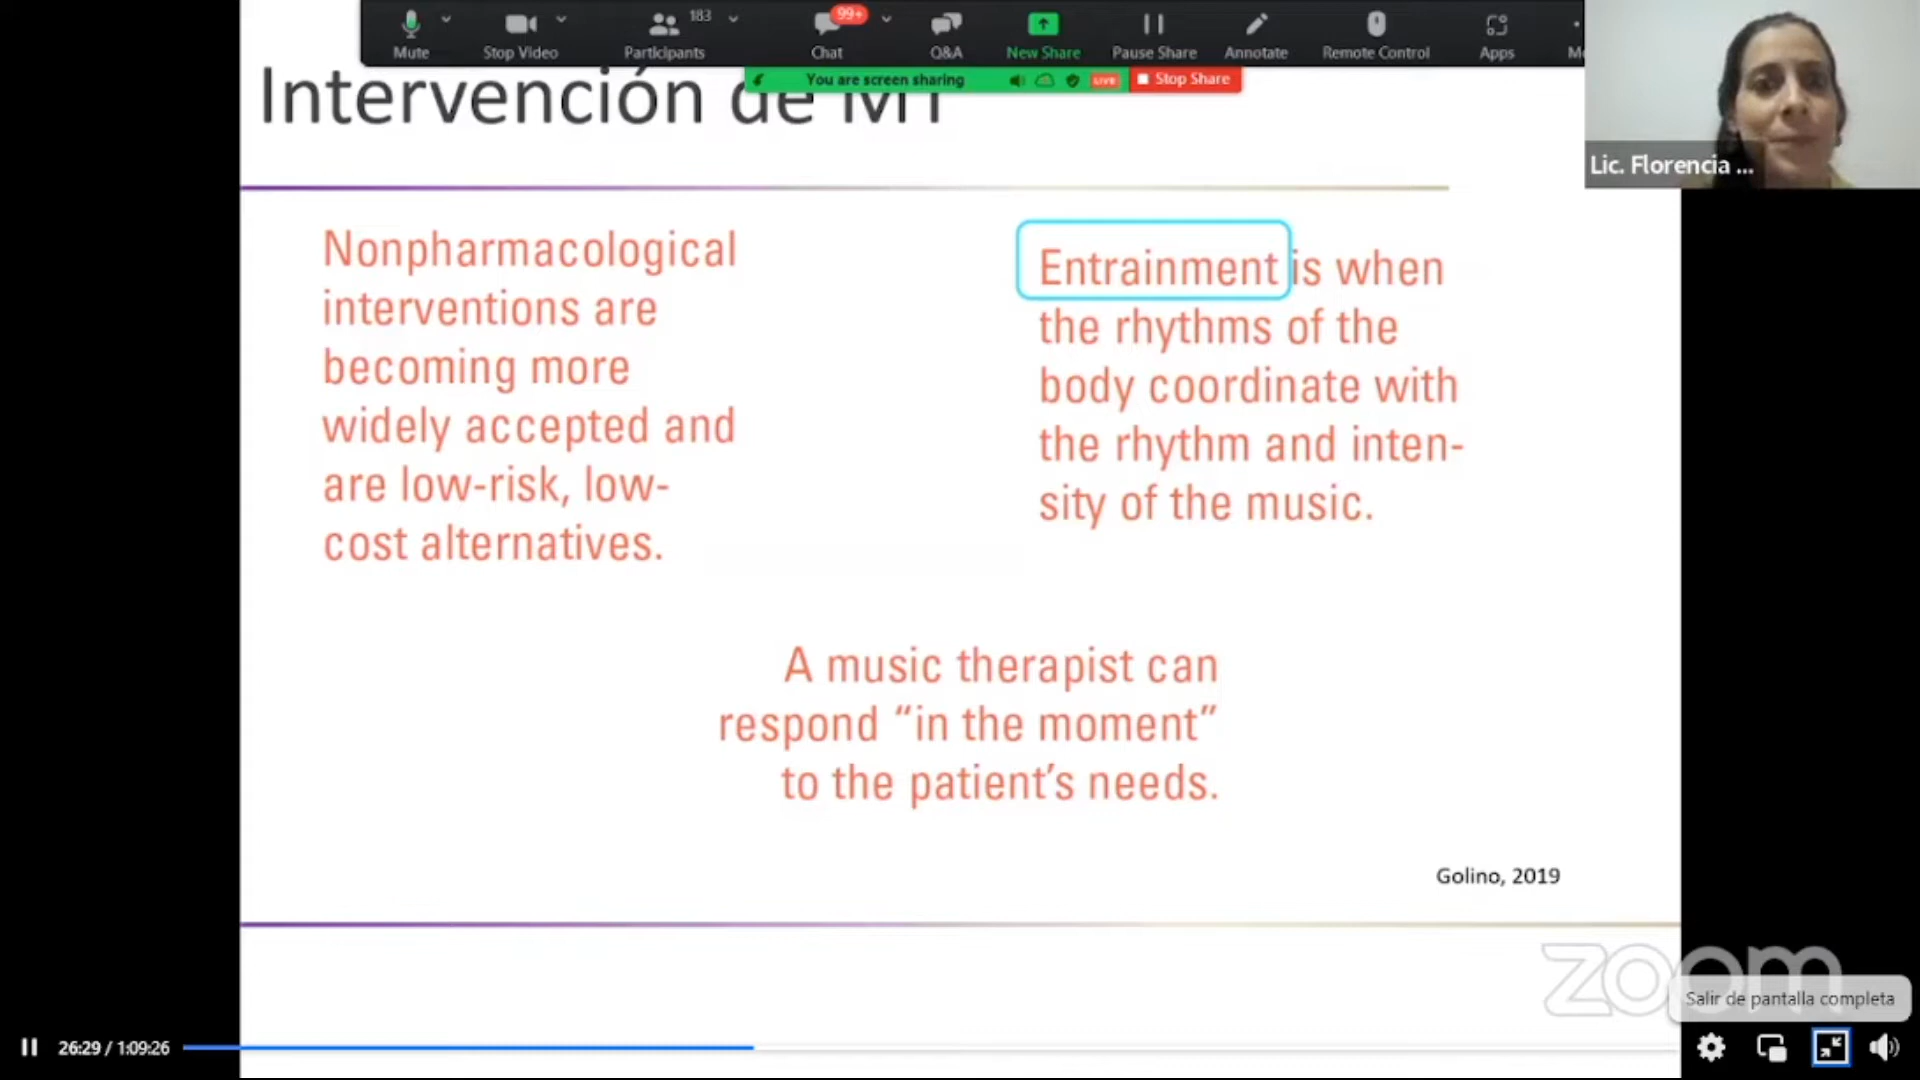 183
99+
Mute
Stop Video
Participants
Chat
Q&A
New Share
Pause Share
Annotate
Remote Control
Apps
You are screen sharing
LIVE
Stop Share
Intervención de MT
Lic. Florencia ...
Nonpharmacological
interventions are
becoming more
widely accepted and
are low-risk, low-
cost alternatives.
Entrainment is when
the rhythms of the
body coordinate with
the rhythm and inten-
sity of the music.
A music therapist can
respond “in the moment”
to the patient’s needs.
Golino, 2019
zoom
Salir de pantalla completa
26:29 / 1:09:26